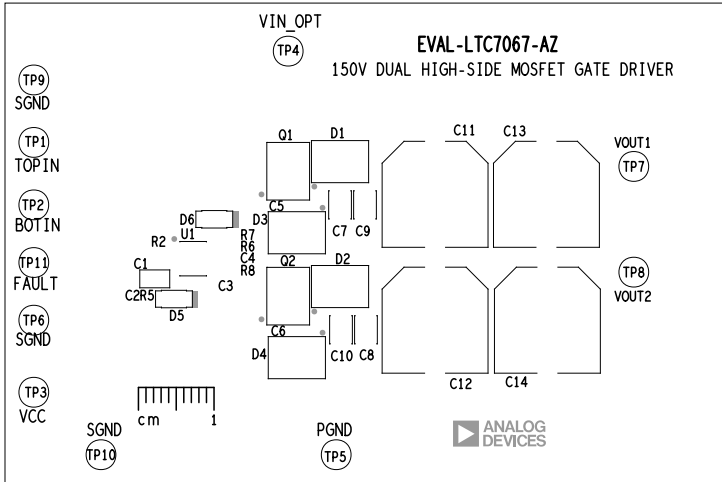 VIN_OPT
TP4
EVAL-LTC7067-AZ
150V DUAL HIGH-SIDE MOSFET GATE DRIVER
TP9
SGND
TP1
TOPIN
TP2
BOTIN
TP11
FAULT
TP6
SGND
TP3
VCC
Q1
D1
C5
D3
C7
C9
D6
U1
R2
R7
R6
C4
R8
C1
C2R5
D5
C3
Q2
D2
C6
D4
C10
C8
C11
C13
C12
C14
VOUT1
TP7
TP8
VOUT2
cm
1
SGND
TP10
PGND
TP5
ANALOG
DEVICES